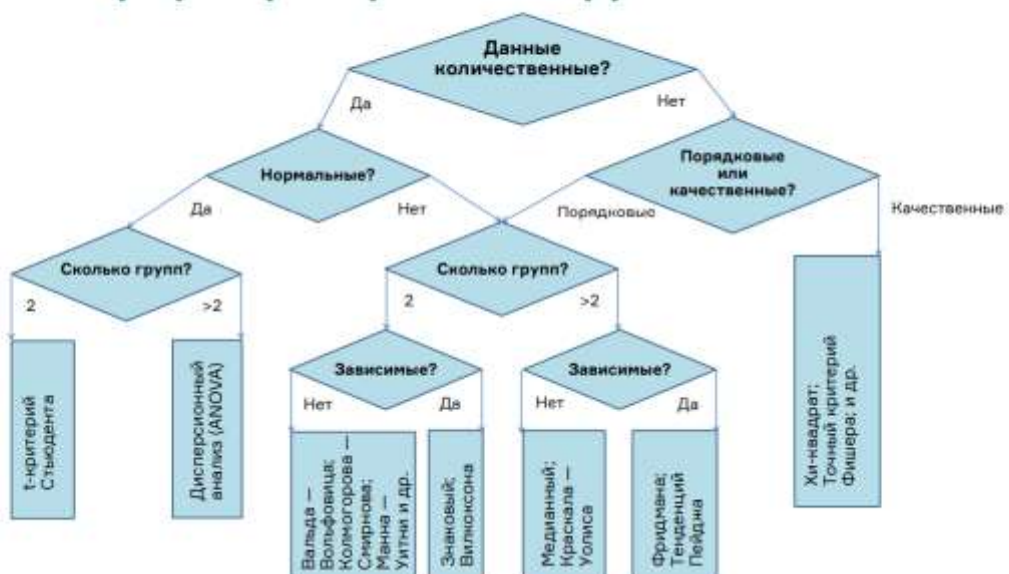 Данные
количественные?
Да
Нет
Нормальные?
Порядковые
или
качественные?
Да
Нет
Порядковые
Качественные
Сколько групп?
Сколько групп?
2
>2
2
>2
Зависимые?
Зависимые?
Нет
Да
Нет
Да
t-критерий
Стьюдента
Дисперсионный
анализ (ANOVA)
Вальда —
Вольфовица;
Колмогорова —
Смирнова;
Манна —
Уитни и др.
Знаковый;
Вилкоксона
Медианный;
Краскала —
Уолиса
Фридмана;
Тенденций
Пейджа
Хи-квадрат;
Точный критерий
Фишера; и др.